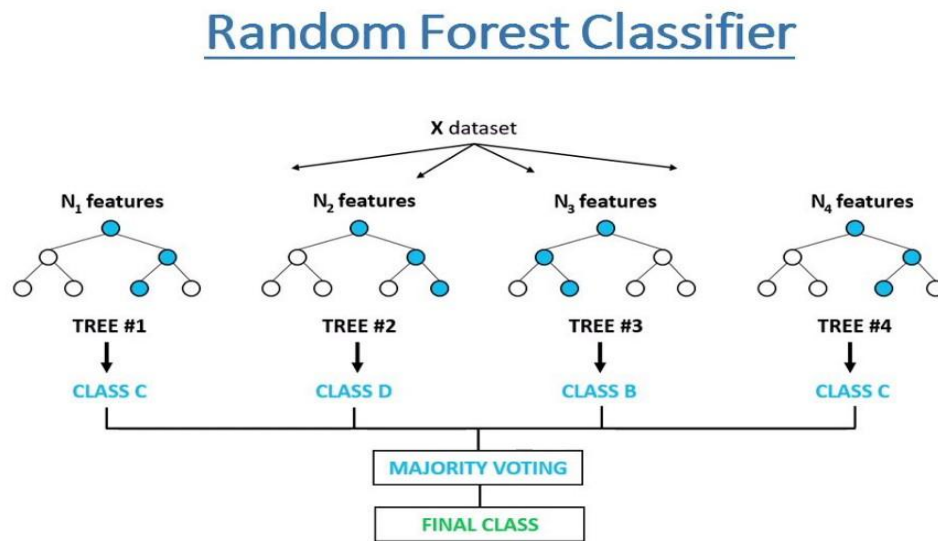 Random Forest Classifier
X dataset
N₁ features
N₂ features
N₃ features
N₄ features
TREE #1
TREE #2
TREE #3
TREE #4
CLASS C
CLASS D
CLASS B
CLASS C
MAJORITY VOTING
FINAL CLASS